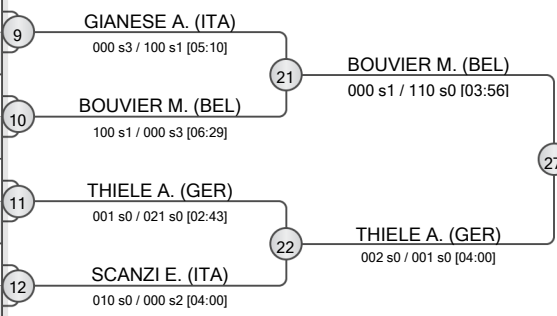 9
GIANESE A. (ITA)
000 s3 / 100 s1 [05:10]
21
BOUVIER M. (BEL)
000 s1 / 110 s0 [03:56]
10
BOUVIER M. (BEL)
100 s1 / 000 s3 [06:29]
27
11
THIELE A. (GER)
001 s0 / 021 s0 [02:43]
22
THIELE A. (GER)
002 s0 / 001 s0 [04:00]
12
SCANZI E. (ITA)
010 s0 / 000 s2 [04:00]